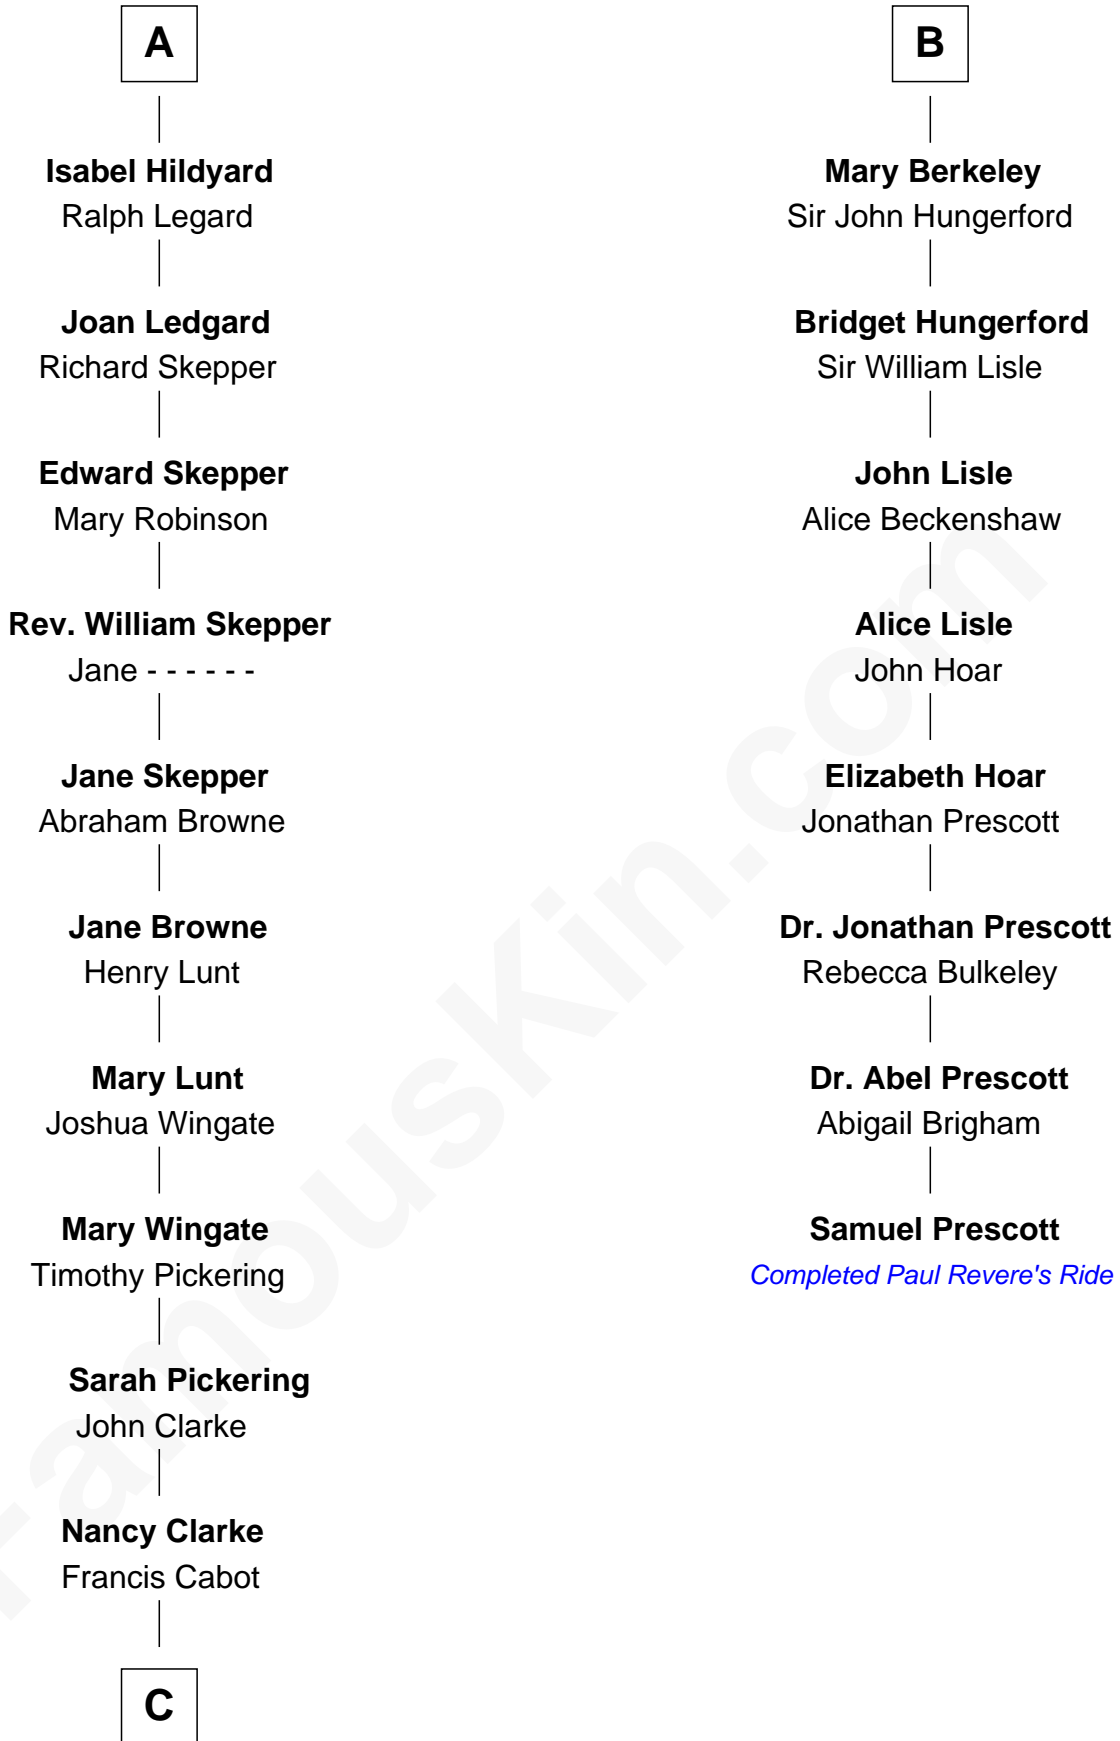 A
Isabel Hildyard
Ralph Legard
Joan Ledgard
Richard Skepper
Edward Skepper
Mary Robinson
Rev. William Skepper
Jane - - - - - -
Jane Skepper
Abraham Browne
Jane Browne
Henry Lunt
Mary Lunt
Joshua Wingate
Mary Wingate
Timothy Pickering
Sarah Pickering
John Clarke
Nancy Clarke
Francis Cabot
C
B
Mary Berkeley
Sir John Hungerford
Bridget Hungerford
Sir William Lisle
John Lisle
Alice Beckenshaw
Alice Lisle
John Hoar
Elizabeth Hoar
Jonathan Prescott
Dr. Jonathan Prescott
Rebecca Bulkeley
Dr. Abel Prescott
Abigail Brigham
Samuel Prescott
Completed Paul Revere's Ride
FamousKin.com